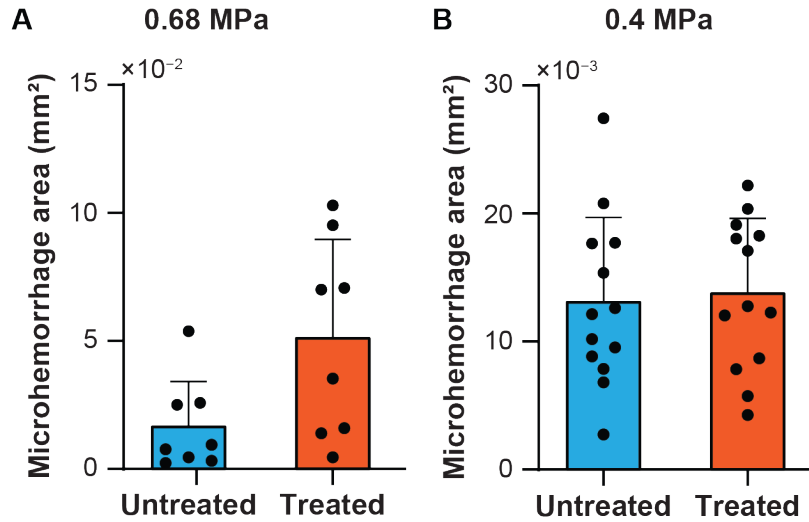 A 0.68 MPa
×10⁻²
Microhemorrhage area (mm²)
15
10
5
0
Untreated Treated
B 0.4 MPa
×10⁻³
Microhemorrhage area (mm²)
30
20
10
0
Untreated Treated